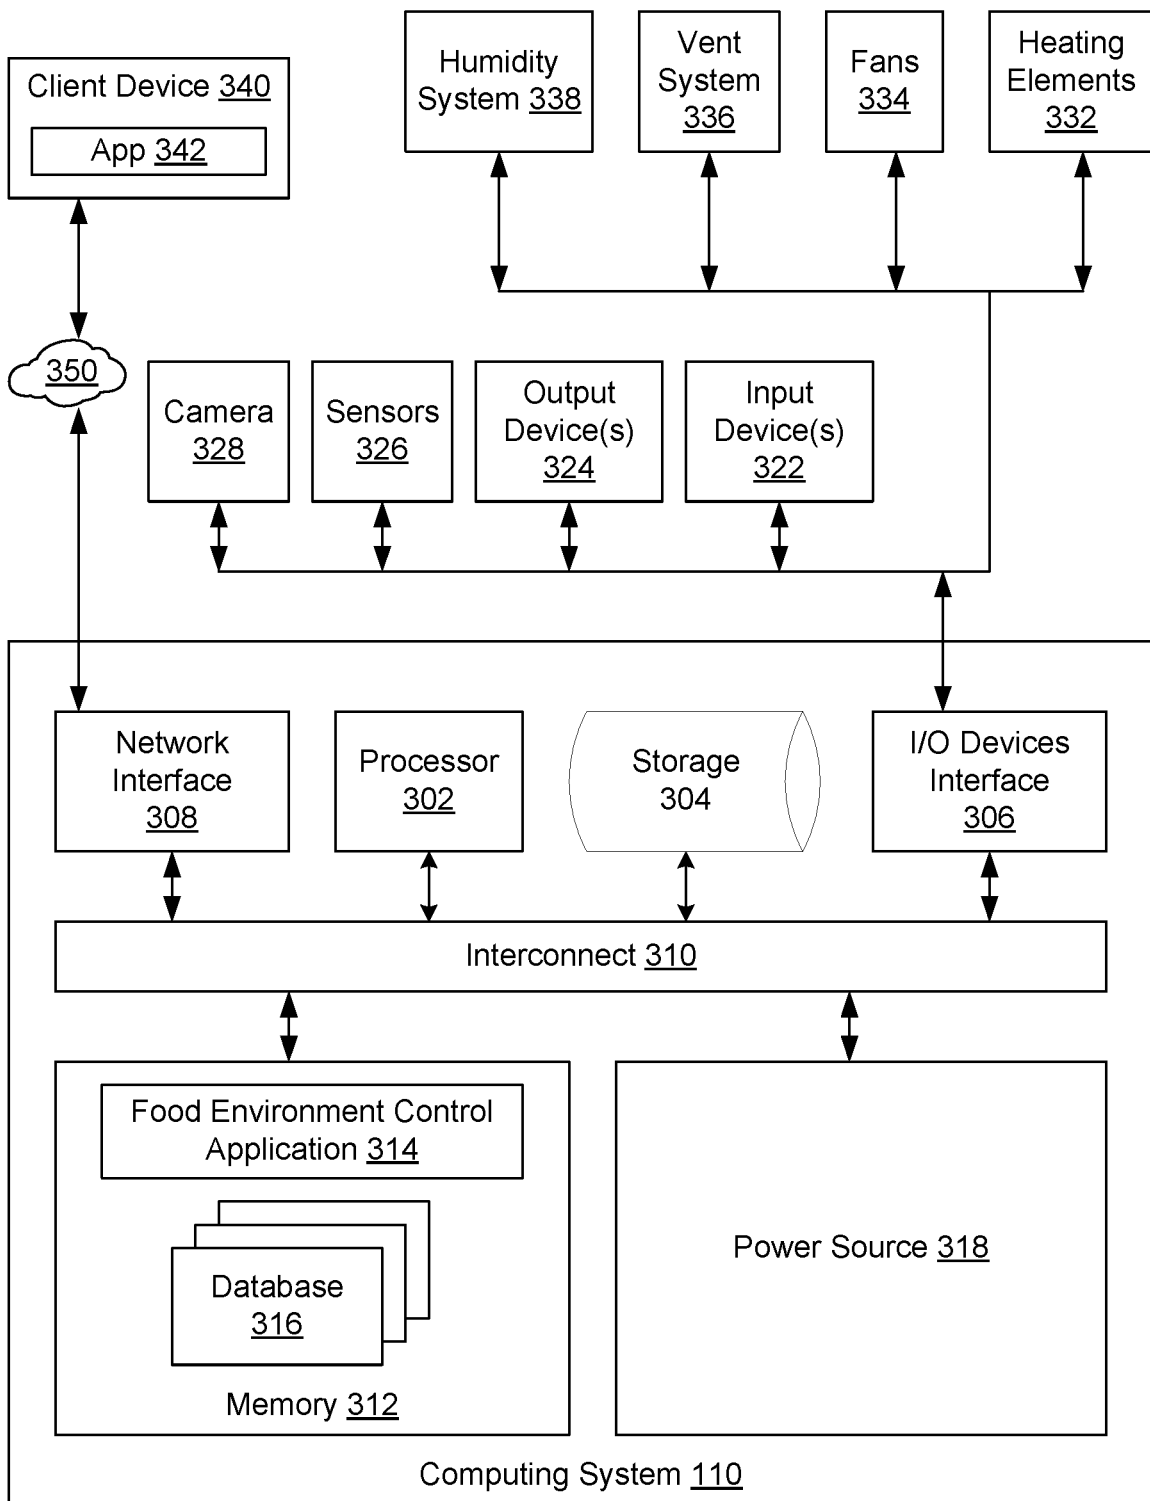 Client Device 340
App 342
Humidity
System 338
Vent
System
336
Fans
334
Heating
Elements
332
350
Camera
328
Sensors
326
Output
Device(s)
324
Input
Device(s)
322
Network
Interface
308
Processor
302
Storage
304
I/O Devices
Interface
306
Interconnect 310
Food Environment Control
Application 314
Database
316
Memory 312
Power Source 318
Computing System 110